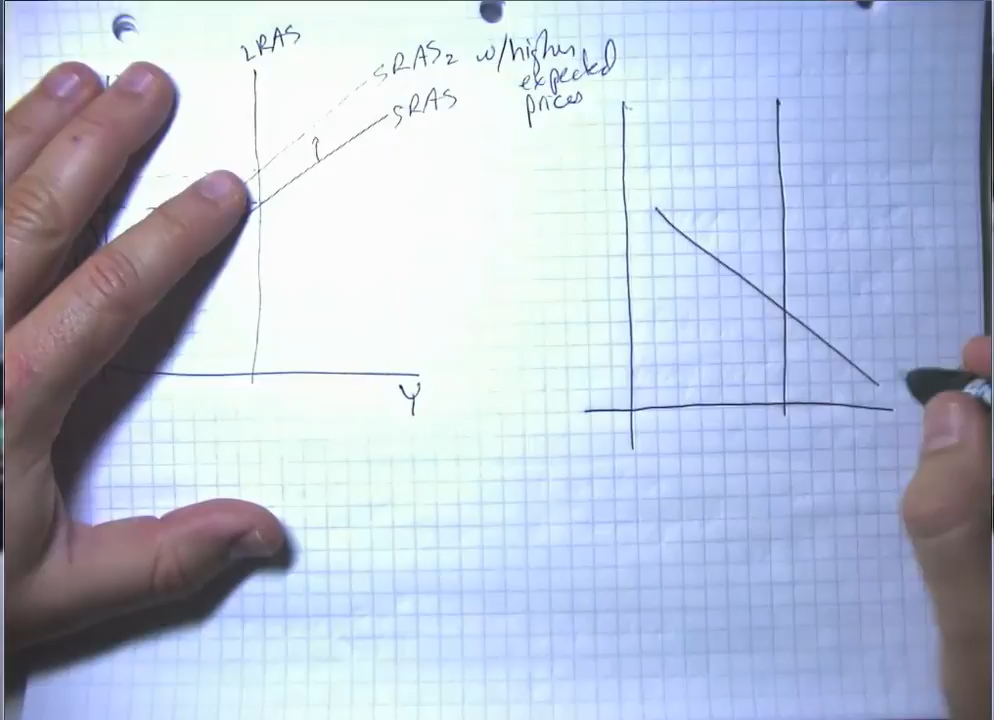 LRAS
SRAS₂ w/higher
expected
prices
SRAS
Y